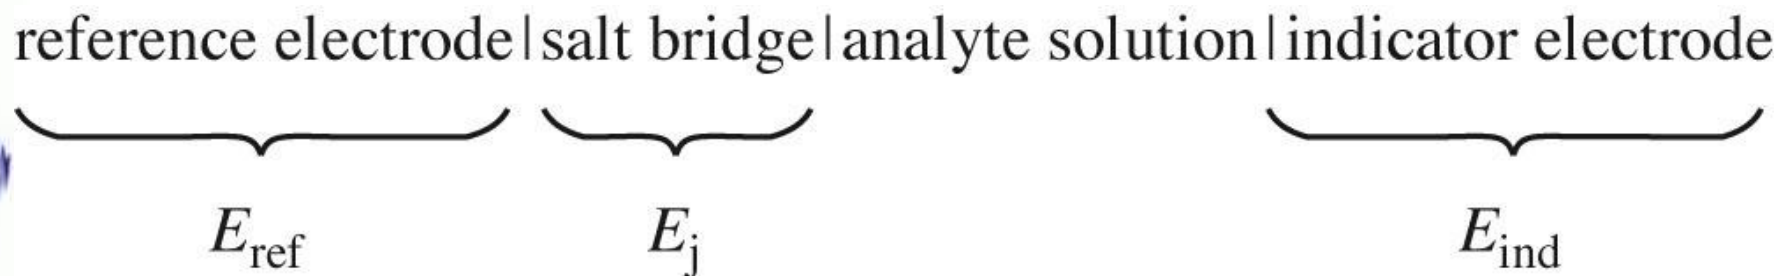 reference electrode|salt bridge|analyte solution|indicator electrode
E_ref E_j E_ind